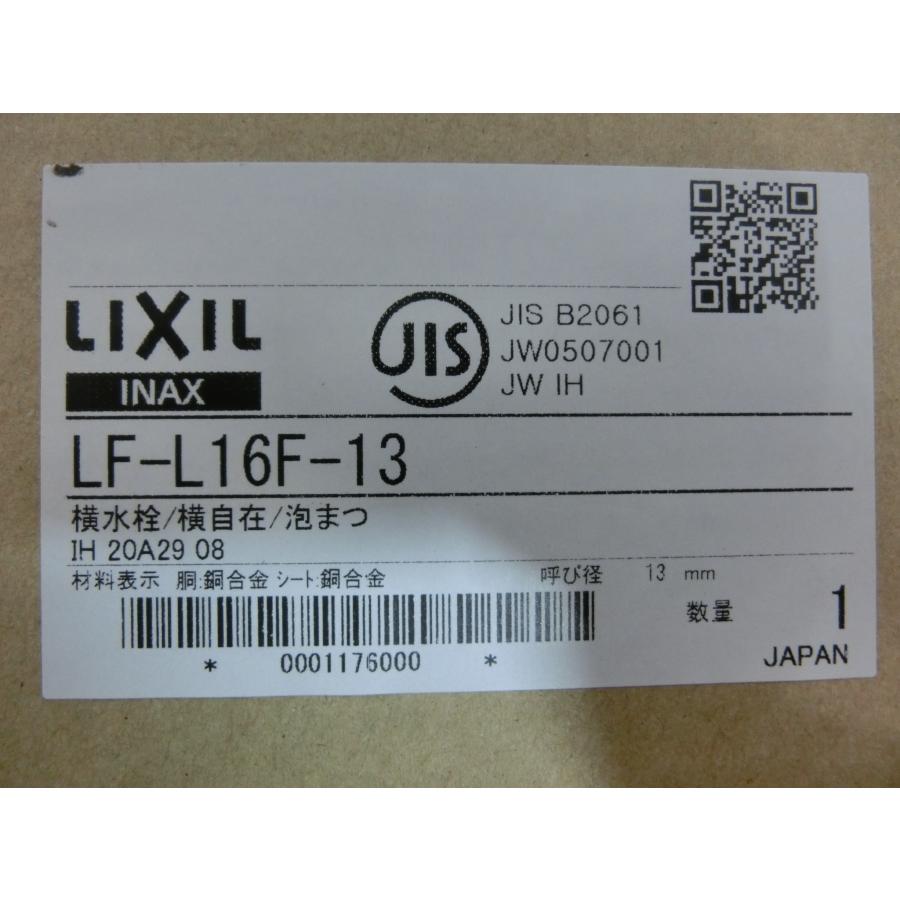 LIXIL
INAX
JIS
JIS B2061
JW0507001
JW IH
LF-L16F-13
横水栓/横自在/泡まつ
IH 20A29 08
材料表示 胴:銅合金 シート:銅合金 呼び径 13 mm
数量 1
* 0001176000 *
JAPAN